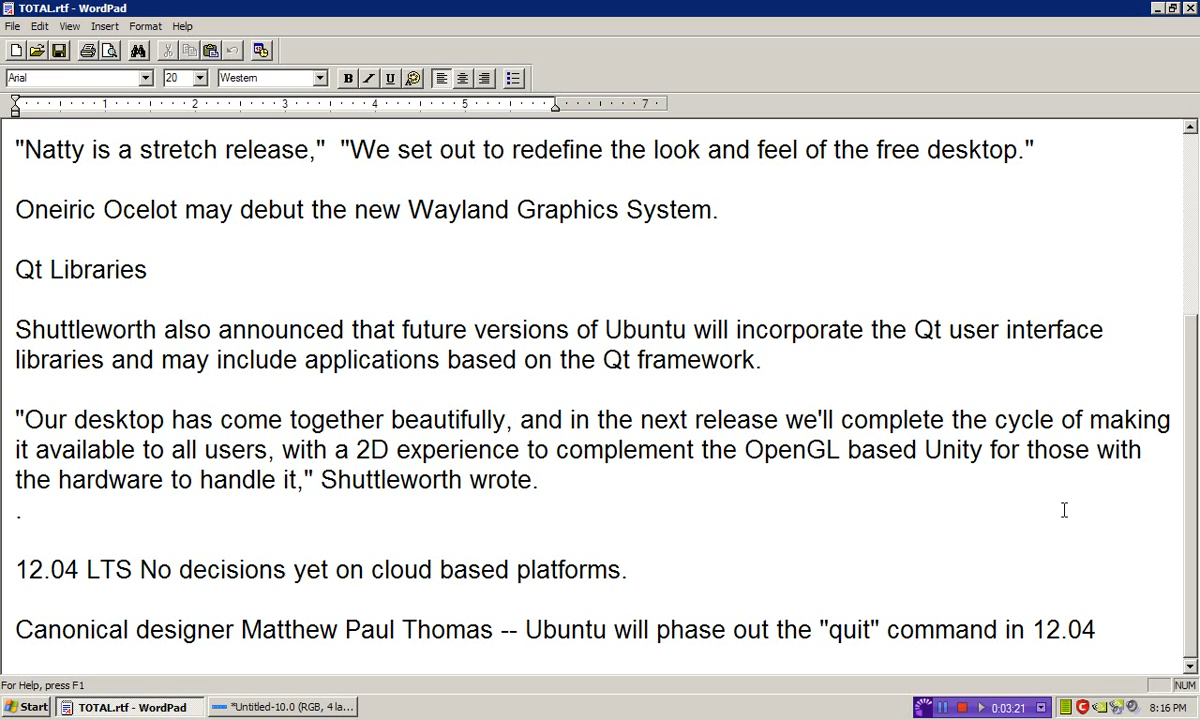 TOTAL.rtf - WordPad
File Edit View Insert Format Help
Arial 20 Western B U
1 2 3 4 5 7
"Natty is a stretch release," "We set out to redefine the look and feel of the free desktop."
Oneiric Ocelot may debut the new Wayland Graphics System.
Qt Libraries
Shuttleworth also announced that future versions of Ubuntu will incorporate the Qt user interface
libraries and may include applications based on the Qt framework.
"Our desktop has come together beautifully, and in the next release we'll complete the cycle of making
it available to all users, with a 2D experience to complement the OpenGL based Unity for those with
the hardware to handle it," Shuttleworth wrote.
.
12.04 LTS No decisions yet on cloud based platforms.
Canonical designer Matthew Paul Thomas -- Ubuntu will phase out the "quit" command in 12.04
For Help, press F1 NUM
Start TOTAL.rtf - WordPad *Untitled-10.0 (RGB, 4 la... 0:03:21 8:16 PM